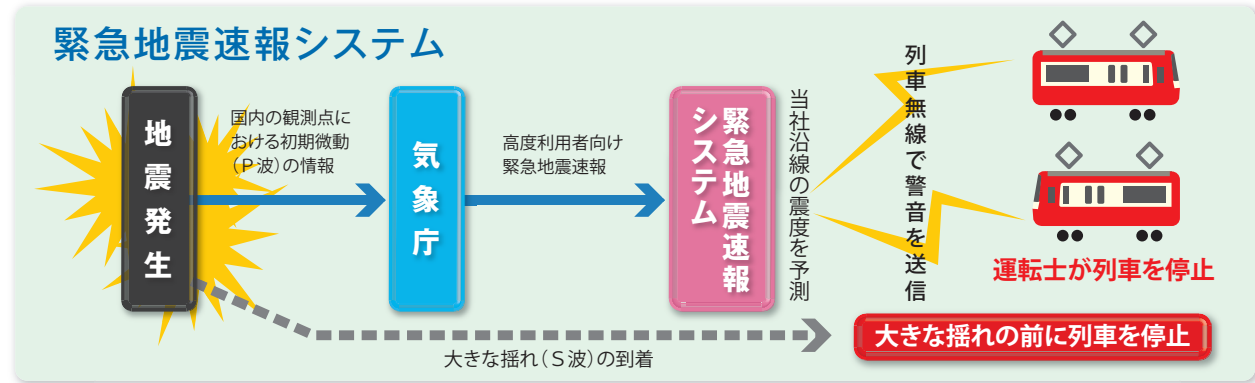 緊急地震速報システム
地震発生
国内の観測点に
おける初期微動
（P波）の情報
気象庁
高度利用者向け
緊急地震速報
緊急地震速報
システム
当社沿線の震度を予測
列車無線で警音を送信
運転士が列車を停止
大きな揺れ（S波）の到着
大きな揺れの前に列車を停止